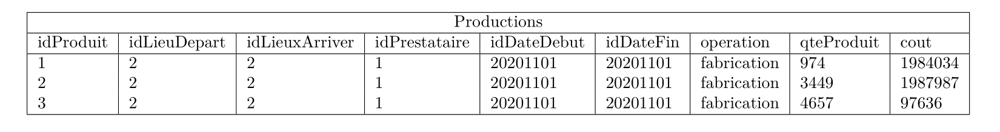 Productions
idProduit idLieuDepart idLieuxArriver idPrestataire idDateDebut idDateFin operation qteProduit cout
1 2 2 1 20201101 20201101 fabrication 974 1984034
2 2 2 1 20201101 20201101 fabrication 3449 1987987
3 2 2 1 20201101 20201101 fabrication 4657 97636